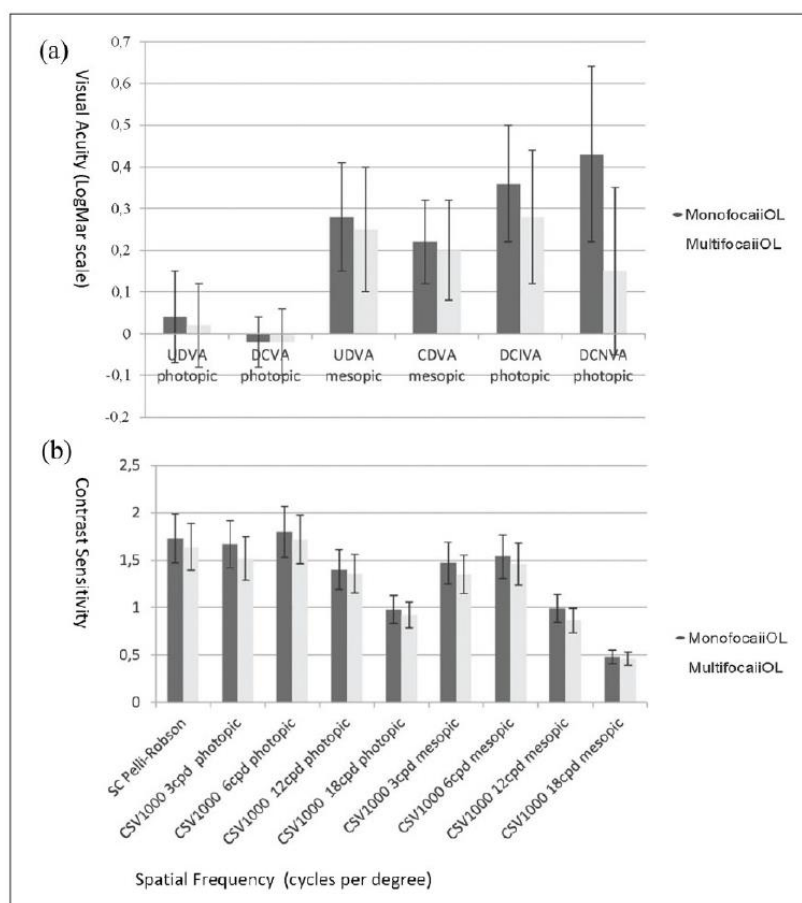 (a)
Visual Acuity (LogMar scale)
0,7
0,6
0,5
0,4
0,3
0,2
0,1
0
-0,1
-0,2
UDVA photopic
DCVA photopic
UDVA mesopic
CDVA mesopic
DCIVA photopic
DCNVA photopic
MonofocaiiOL
MultifocaiiOL
(b)
Contrast Sensitivity
2,5
2
1,5
1
0,5
0
SC Pelli-Robson
CSV1000 3cpd photopic
CSV1000 6cpd photopic
CSV1000 12cpd photopic
CSV1000 18cpd photopic
CSV1000 3cpd mesopic
CSV1000 6cpd mesopic
CSV1000 12cpd mesopic
CSV1000 18cpd mesopic
MonofocaiiOL
MultifocaiiOL
Spatial Frequency (cycles per degree)